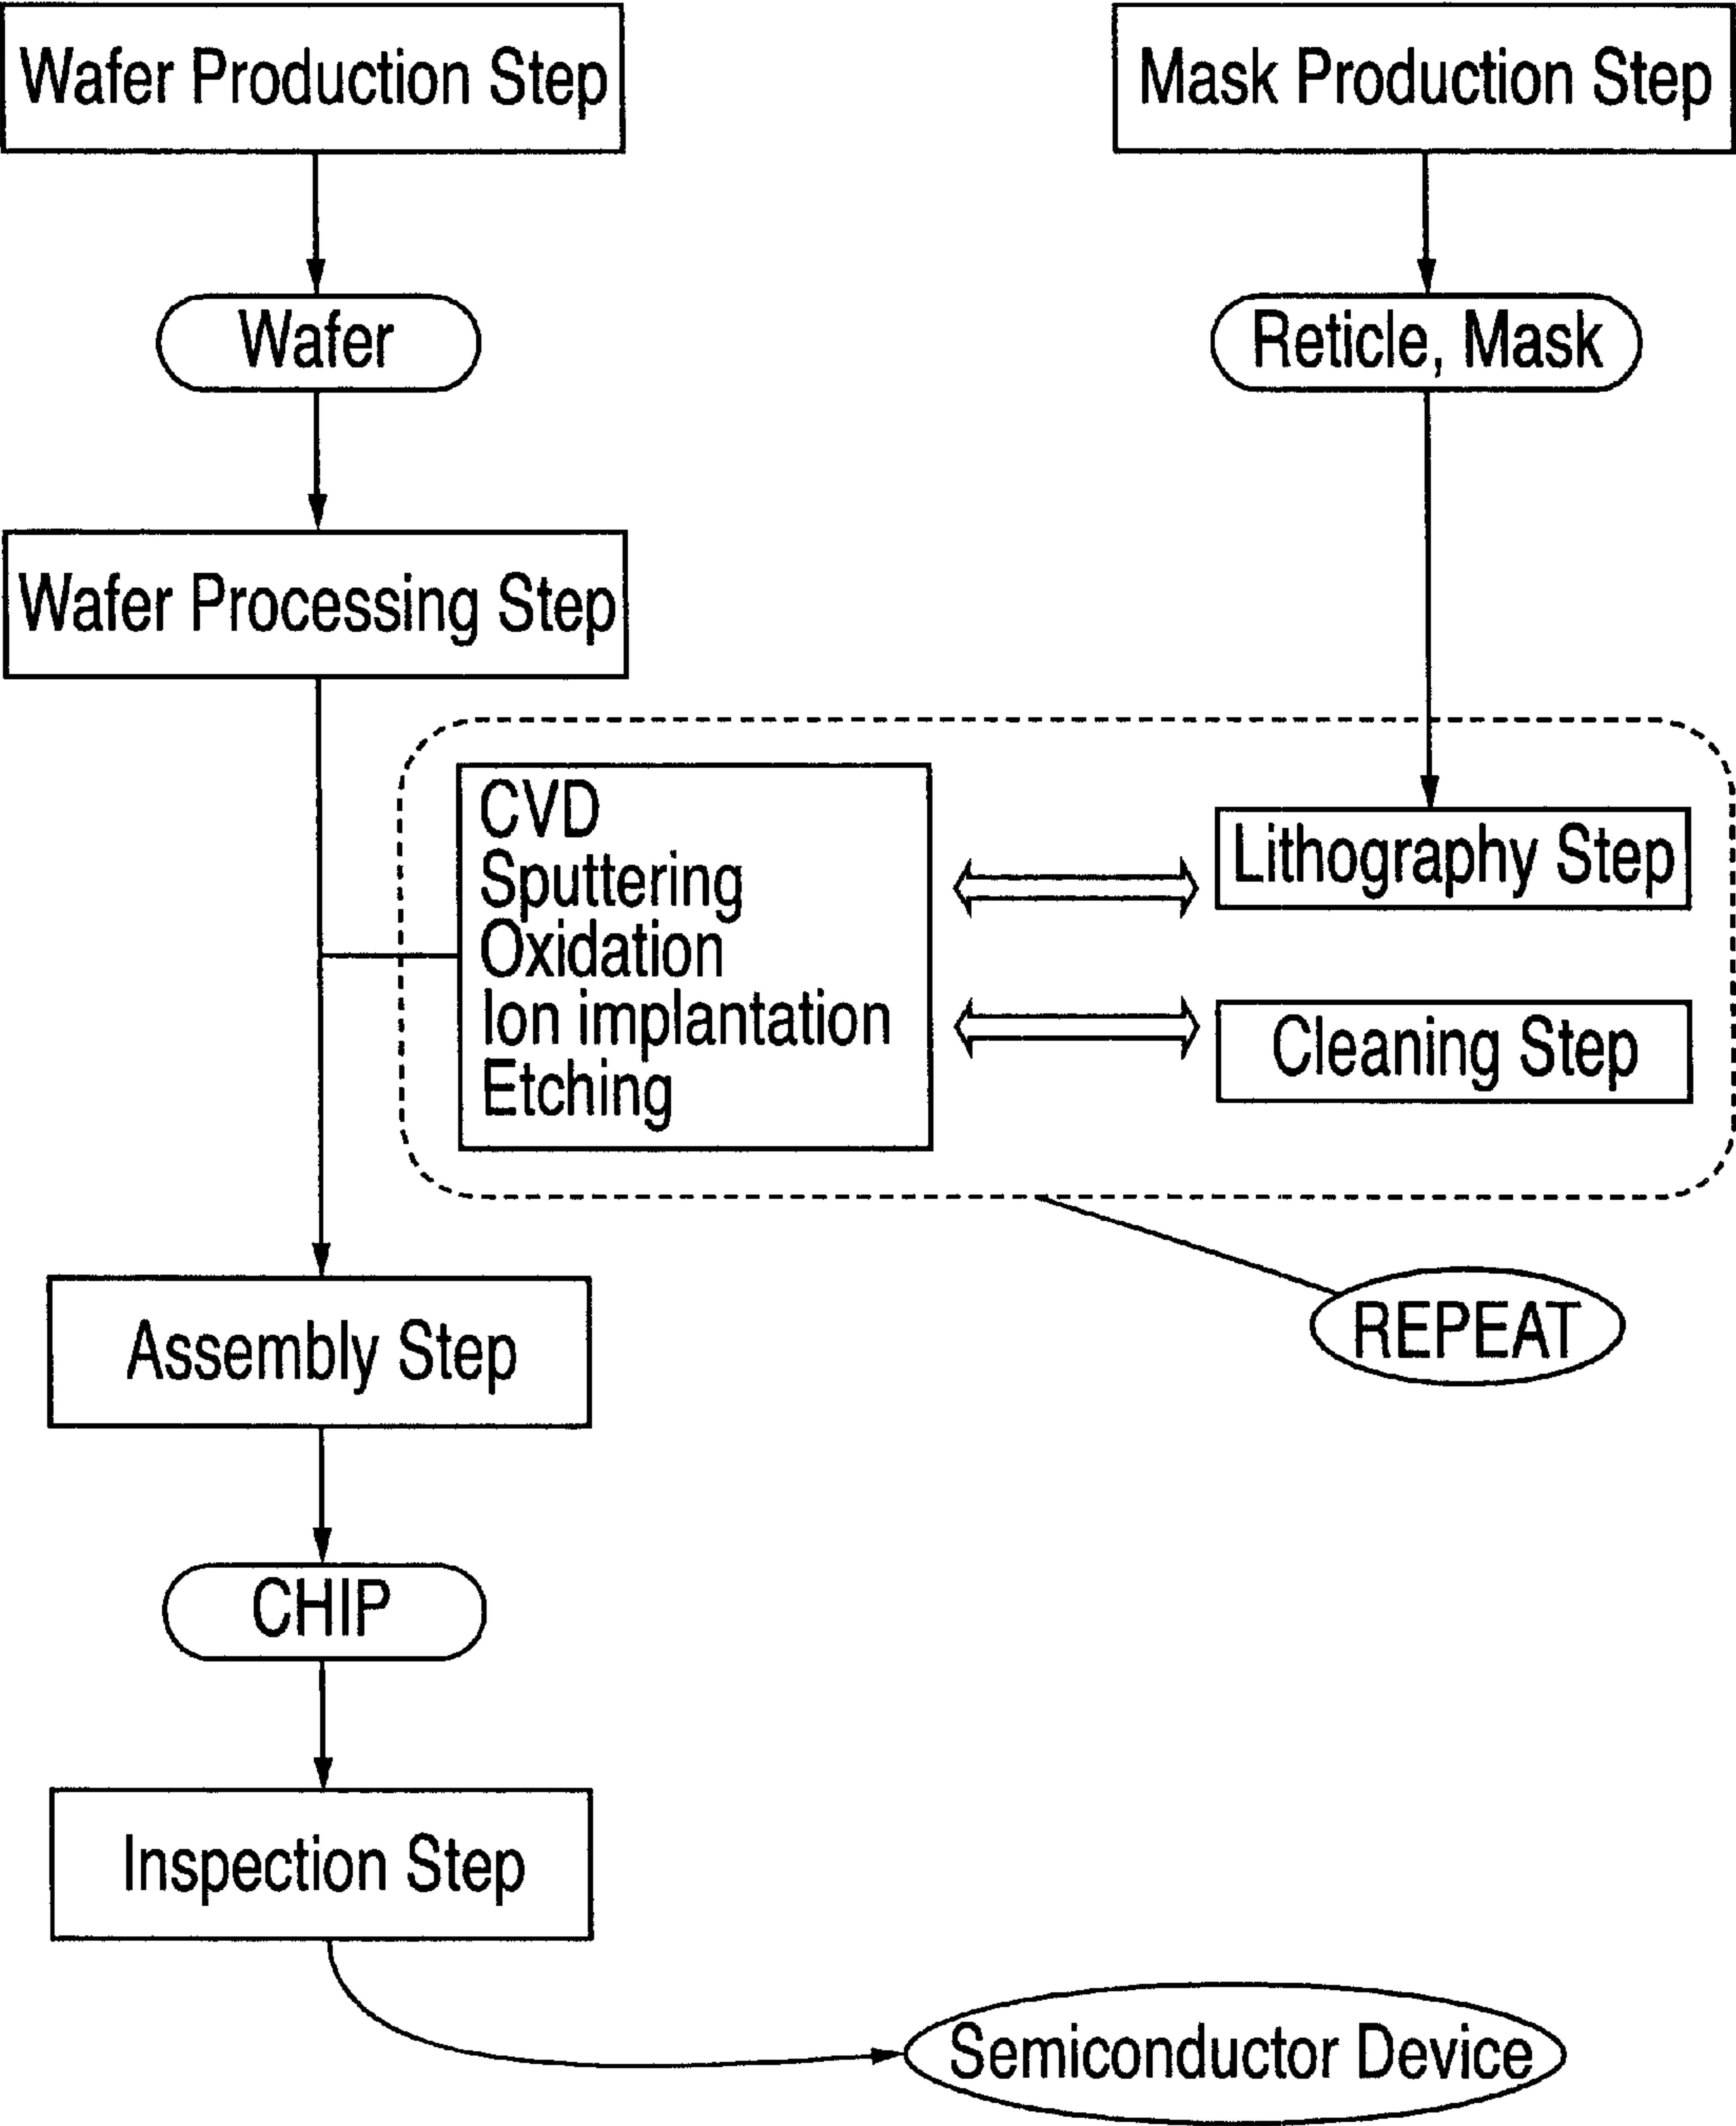 Wafer Production Step
Mask Production Step
Wafer
Reticle, Mask
Wafer Processing Step
CVD
Sputtering
Oxidation
Ion implantation
Etching
Lithography Step
Cleaning Step
Assembly Step
REPEAT
CHIP
Inspection Step
Semiconductor Device